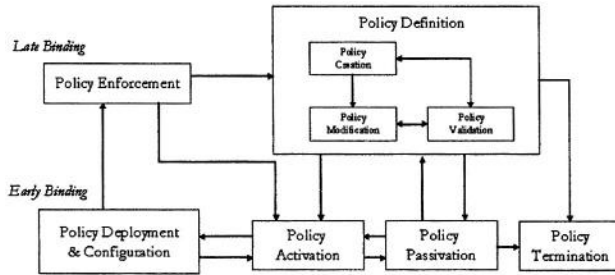 Policy Definition
Late Binding
Policy
Creation
Policy Enforcement
Policy
Modification
Policy
Validation
Early Binding
Policy Deployment
& Configuration
Policy
Activation
Policy
Passivation
Policy
Termination